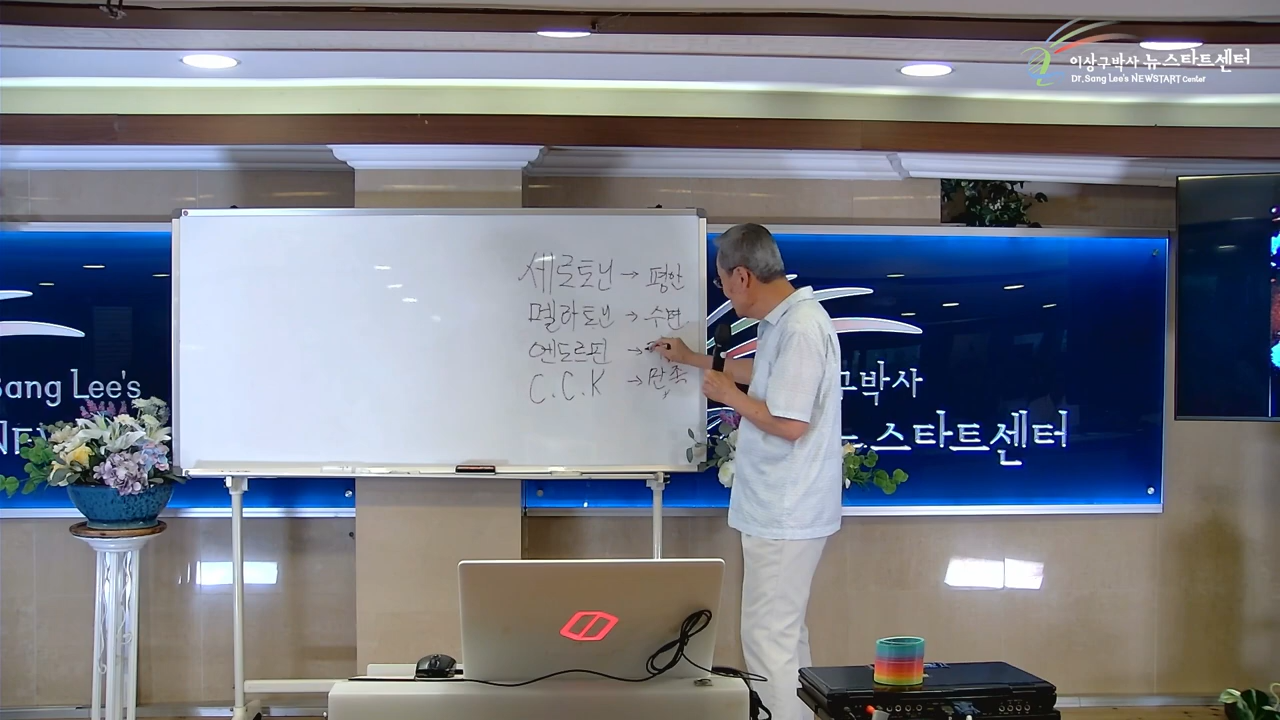 이상구박사 뉴스타트센터
Dr.Sang Lee's NEWSTART Center
세로토닌 → 평안
멜라토닌 → 수면
엔도르핀 →
C.C.K → 만족
Sang Lee's
구박사
뉴스타트센터